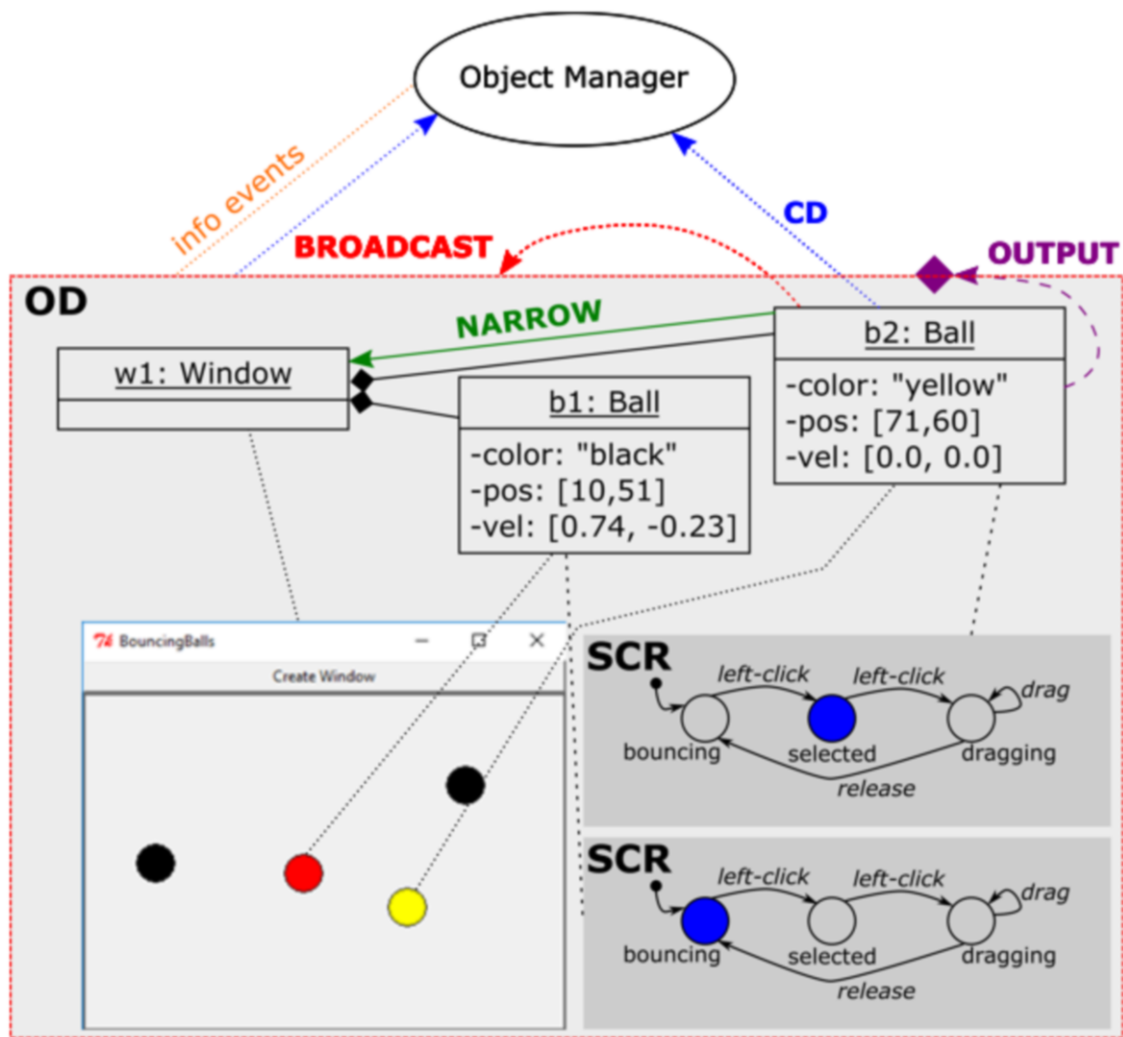 Object Manager
info events
BROADCAST
CD
OUTPUT
OD
NARROW
w1: Window
b1: Ball
-color: "black"
-pos: [10,51]
-vel: [0.74, -0.23]
b2: Ball
-color: "yellow"
-pos: [71,60]
-vel: [0.0, 0.0]
BouncingBalls
Create Window
SCR
left-click
left-click
drag
bouncing
selected
dragging
release
SCR
left-click
left-click
drag
bouncing
selected
dragging
release